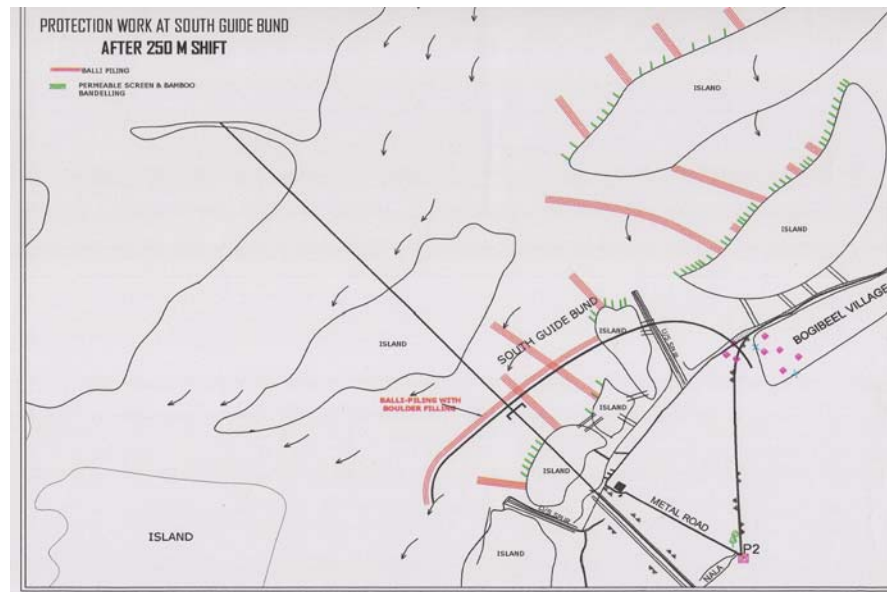 PROTECTION WORK AT SOUTH GUIDE BUND
AFTER 250 M SHIFT
BALLI PILING
PERMEABLE SCREEN & BAMBOO
BANDELLING
ISLAND
ISLAND
BOGIBEEL VILLAGE
SOUTH GUIDE BUND
ISLAND
ISLAND
BALLI-PILING WITH
BOULDER FILLING
ISLAND
ISLAND
METAL ROAD
ISLAND
ISLAND
P2
NALA